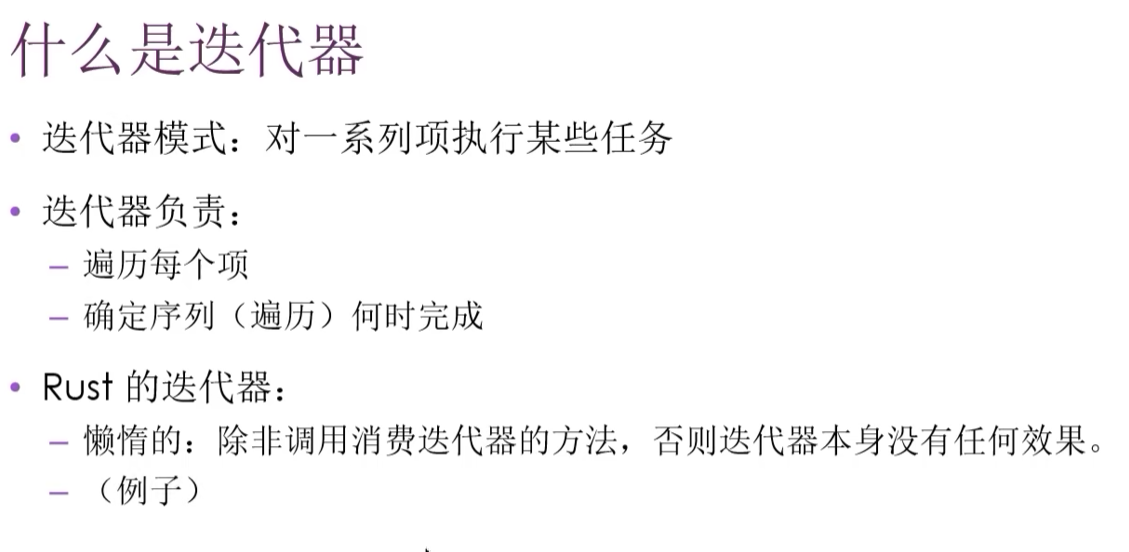 什么是迭代器
• 迭代器模式：对一系列项执行某些任务
• 迭代器负责：
– 遍历每个项
– 确定序列（遍历）何时完成
• Rust 的迭代器：
– 懒惰的：除非调用消费迭代器的方法，否则迭代器本身没有任何效果。
– （例子）